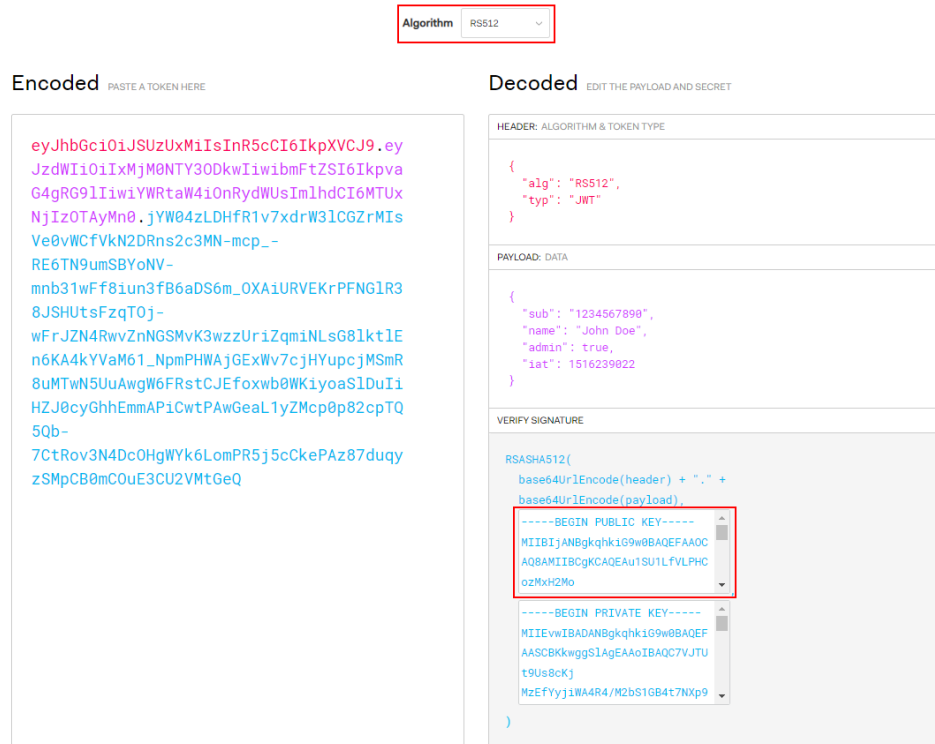 Algorithm RS512
Encoded PASTE A TOKEN HERE
eyJhbGciOiJSUzUxMiIsInR5cCI6IkpXVCJ9.ey
JzdWIiOiIxMjM0NTY3ODkwIiwibmFtZSI6Ikpva
G4gRG9lIiwiYWRtaW4iOnRydWUsImlhdCI6MTUx
NjIzOTAyMn0.jYW04zLDHfR1v7xdrW3lCGZrMIs
Ve0vWCfVkN2DRns2c3MN-mcp_-
RE6TN9umSBYoNV-
mnb31wFf8iun3fB6aDS6m_OXAiURVEKrPFNGlR3
8JSHUtsFzqTOj-
wFrJZN4RwvZnNGSMvK3wzzUriZqmiNLsG8lktlE
n6KA4kYVaM61_NpmPHWAjGExWv7cjHYupcjMSmR
8uMTwN5UuAwgW6FRstCJEfoxwb0WKiyoaSlDuIi
HZJ0cyGhhEmmAPiCwtPAwGeaL1yZMcp0p82cpTQ
5Qb-
7CtRov3N4DcOHgWYk6LomPR5j5cCkePAz87duqy
zSMpCB0mCOuE3CU2VMtGeQ
Decoded EDIT THE PAYLOAD AND SECRET
HEADER: ALGORITHM & TOKEN TYPE
{
"alg": "RS512",
"typ": "JWT"
}
PAYLOAD: DATA
{
"sub": "1234567890",
"name": "John Doe",
"admin": true,
"iat": 1516239022
}
VERIFY SIGNATURE
RSASHA512(
base64UrlEncode(header) + "." +
base64UrlEncode(payload),
-----BEGIN PUBLIC KEY-----
MIIBIjANBgkqhkiG9w0BAQEFAAOC
AQ8AMIIBCgKCAQEAu1SU1LfVLPHC
ozMxH2Mo
,
-----BEGIN PRIVATE KEY-----
MIIEvwIBADANBgkqhkiG9w0BAQEF
AASCBKkwggSlAgEAAoIBAQC7VJTU
t9Us8cKj
MzEfYyjiWA4R4/M2bS1GB4t7NXp9
)